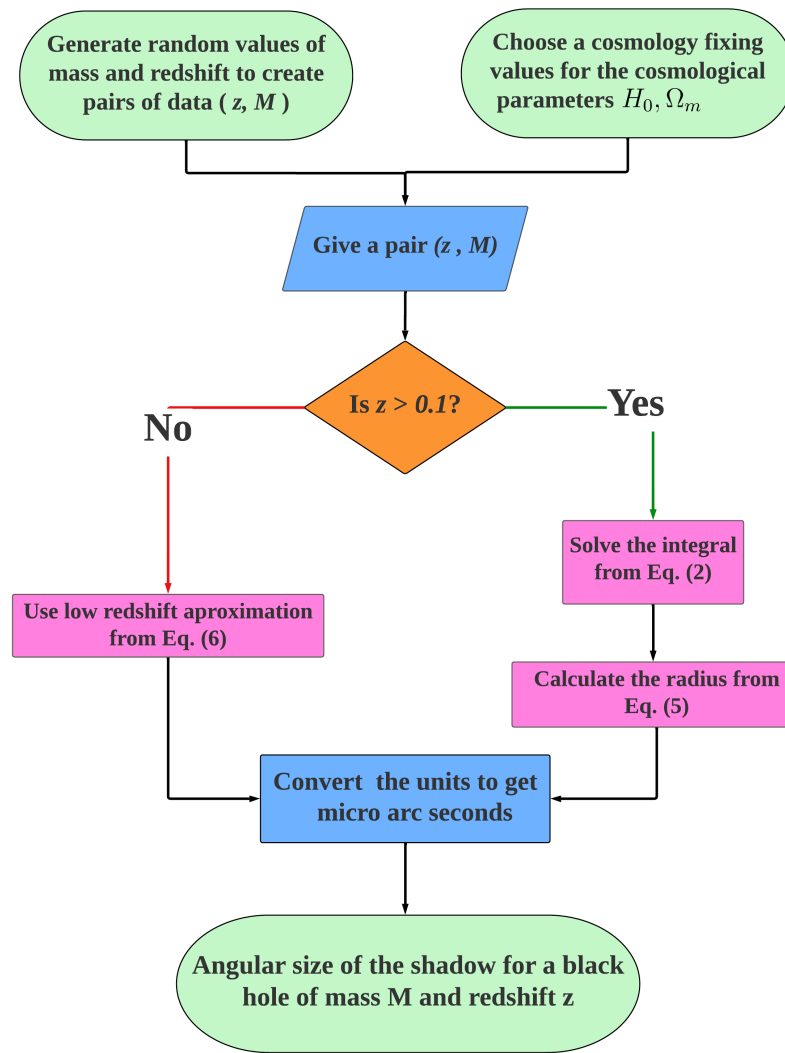 Generate random values of
mass and redshift to create
pairs of data ( z, M )
Choose a cosmology fixing
values for the cosmological
parameters H₀, Ωₘ
Give a pair (z , M)
Is z > 0.1?
No
Yes
Solve the integral
from Eq. (2)
Use low redshift aproximation
from Eq. (6)
Calculate the radius from
Eq. (5)
Convert the units to get
micro arc seconds
Angular size of the shadow for a black
hole of mass M and redshift z